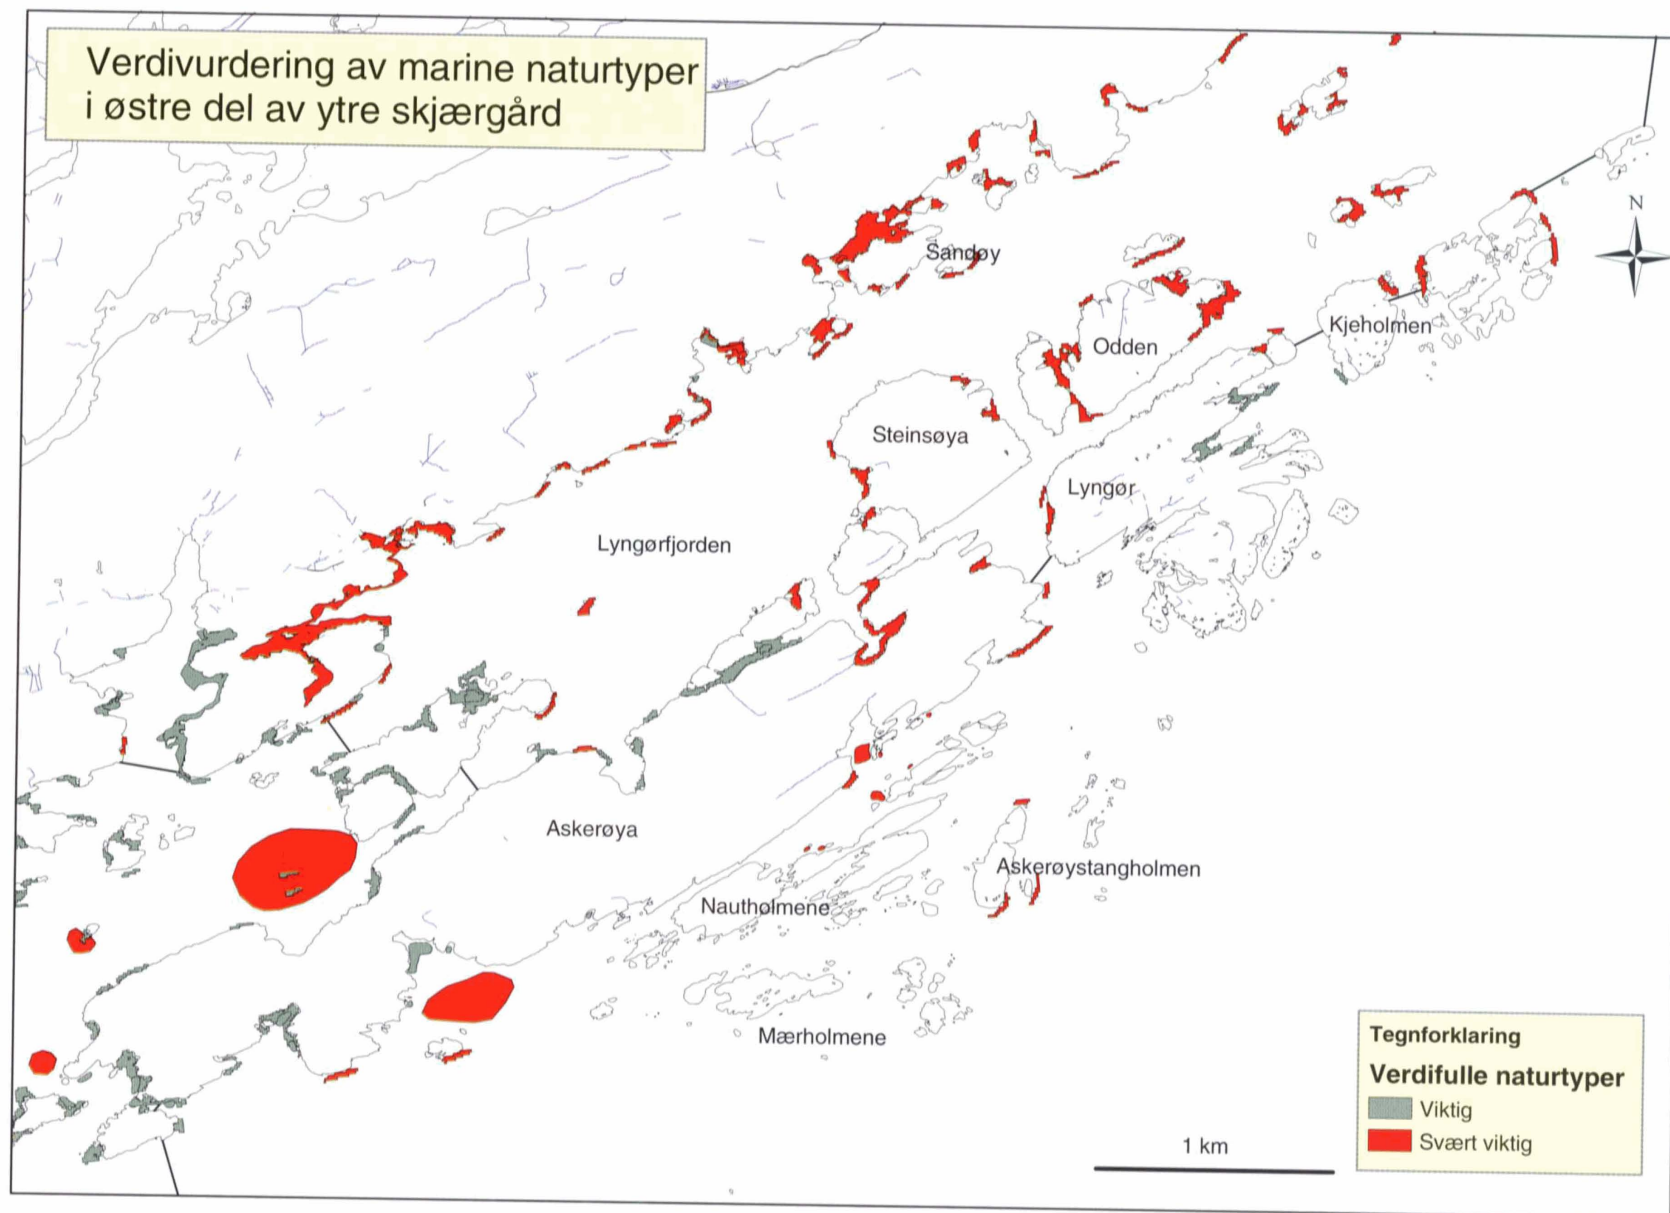 Verdivurdering av marine naturtyper
i østre del av ytre skjærgård
N
Sandøy
Kjeholmen
Odden
Steinsøya
Lyngør
Lyngørfjorden
Askerøya
Askerøystangholmen
Nautholmene
Mærholmene
Tegnforklaring
Verdifulle naturtyper
Viktig
Svært viktig
1 km